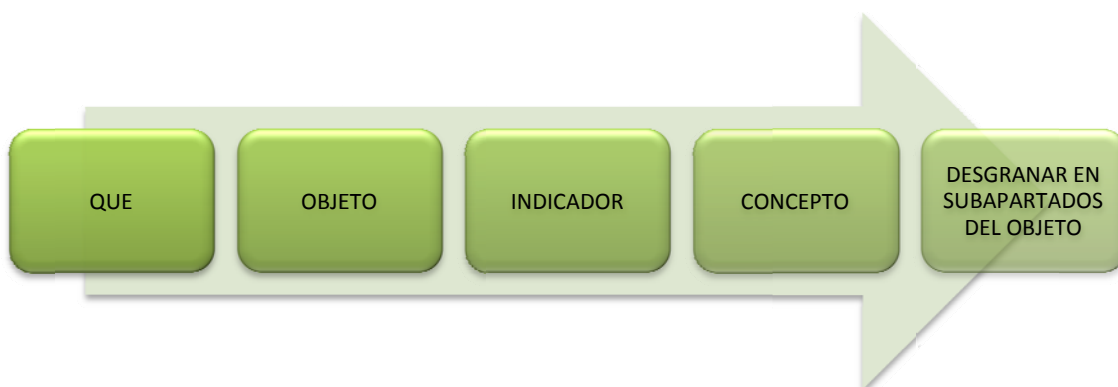 QUE
OBJETO
INDICADOR
CONCEPTO
DESGRANAR EN
SUBAPARTADOS
DEL OBJETO